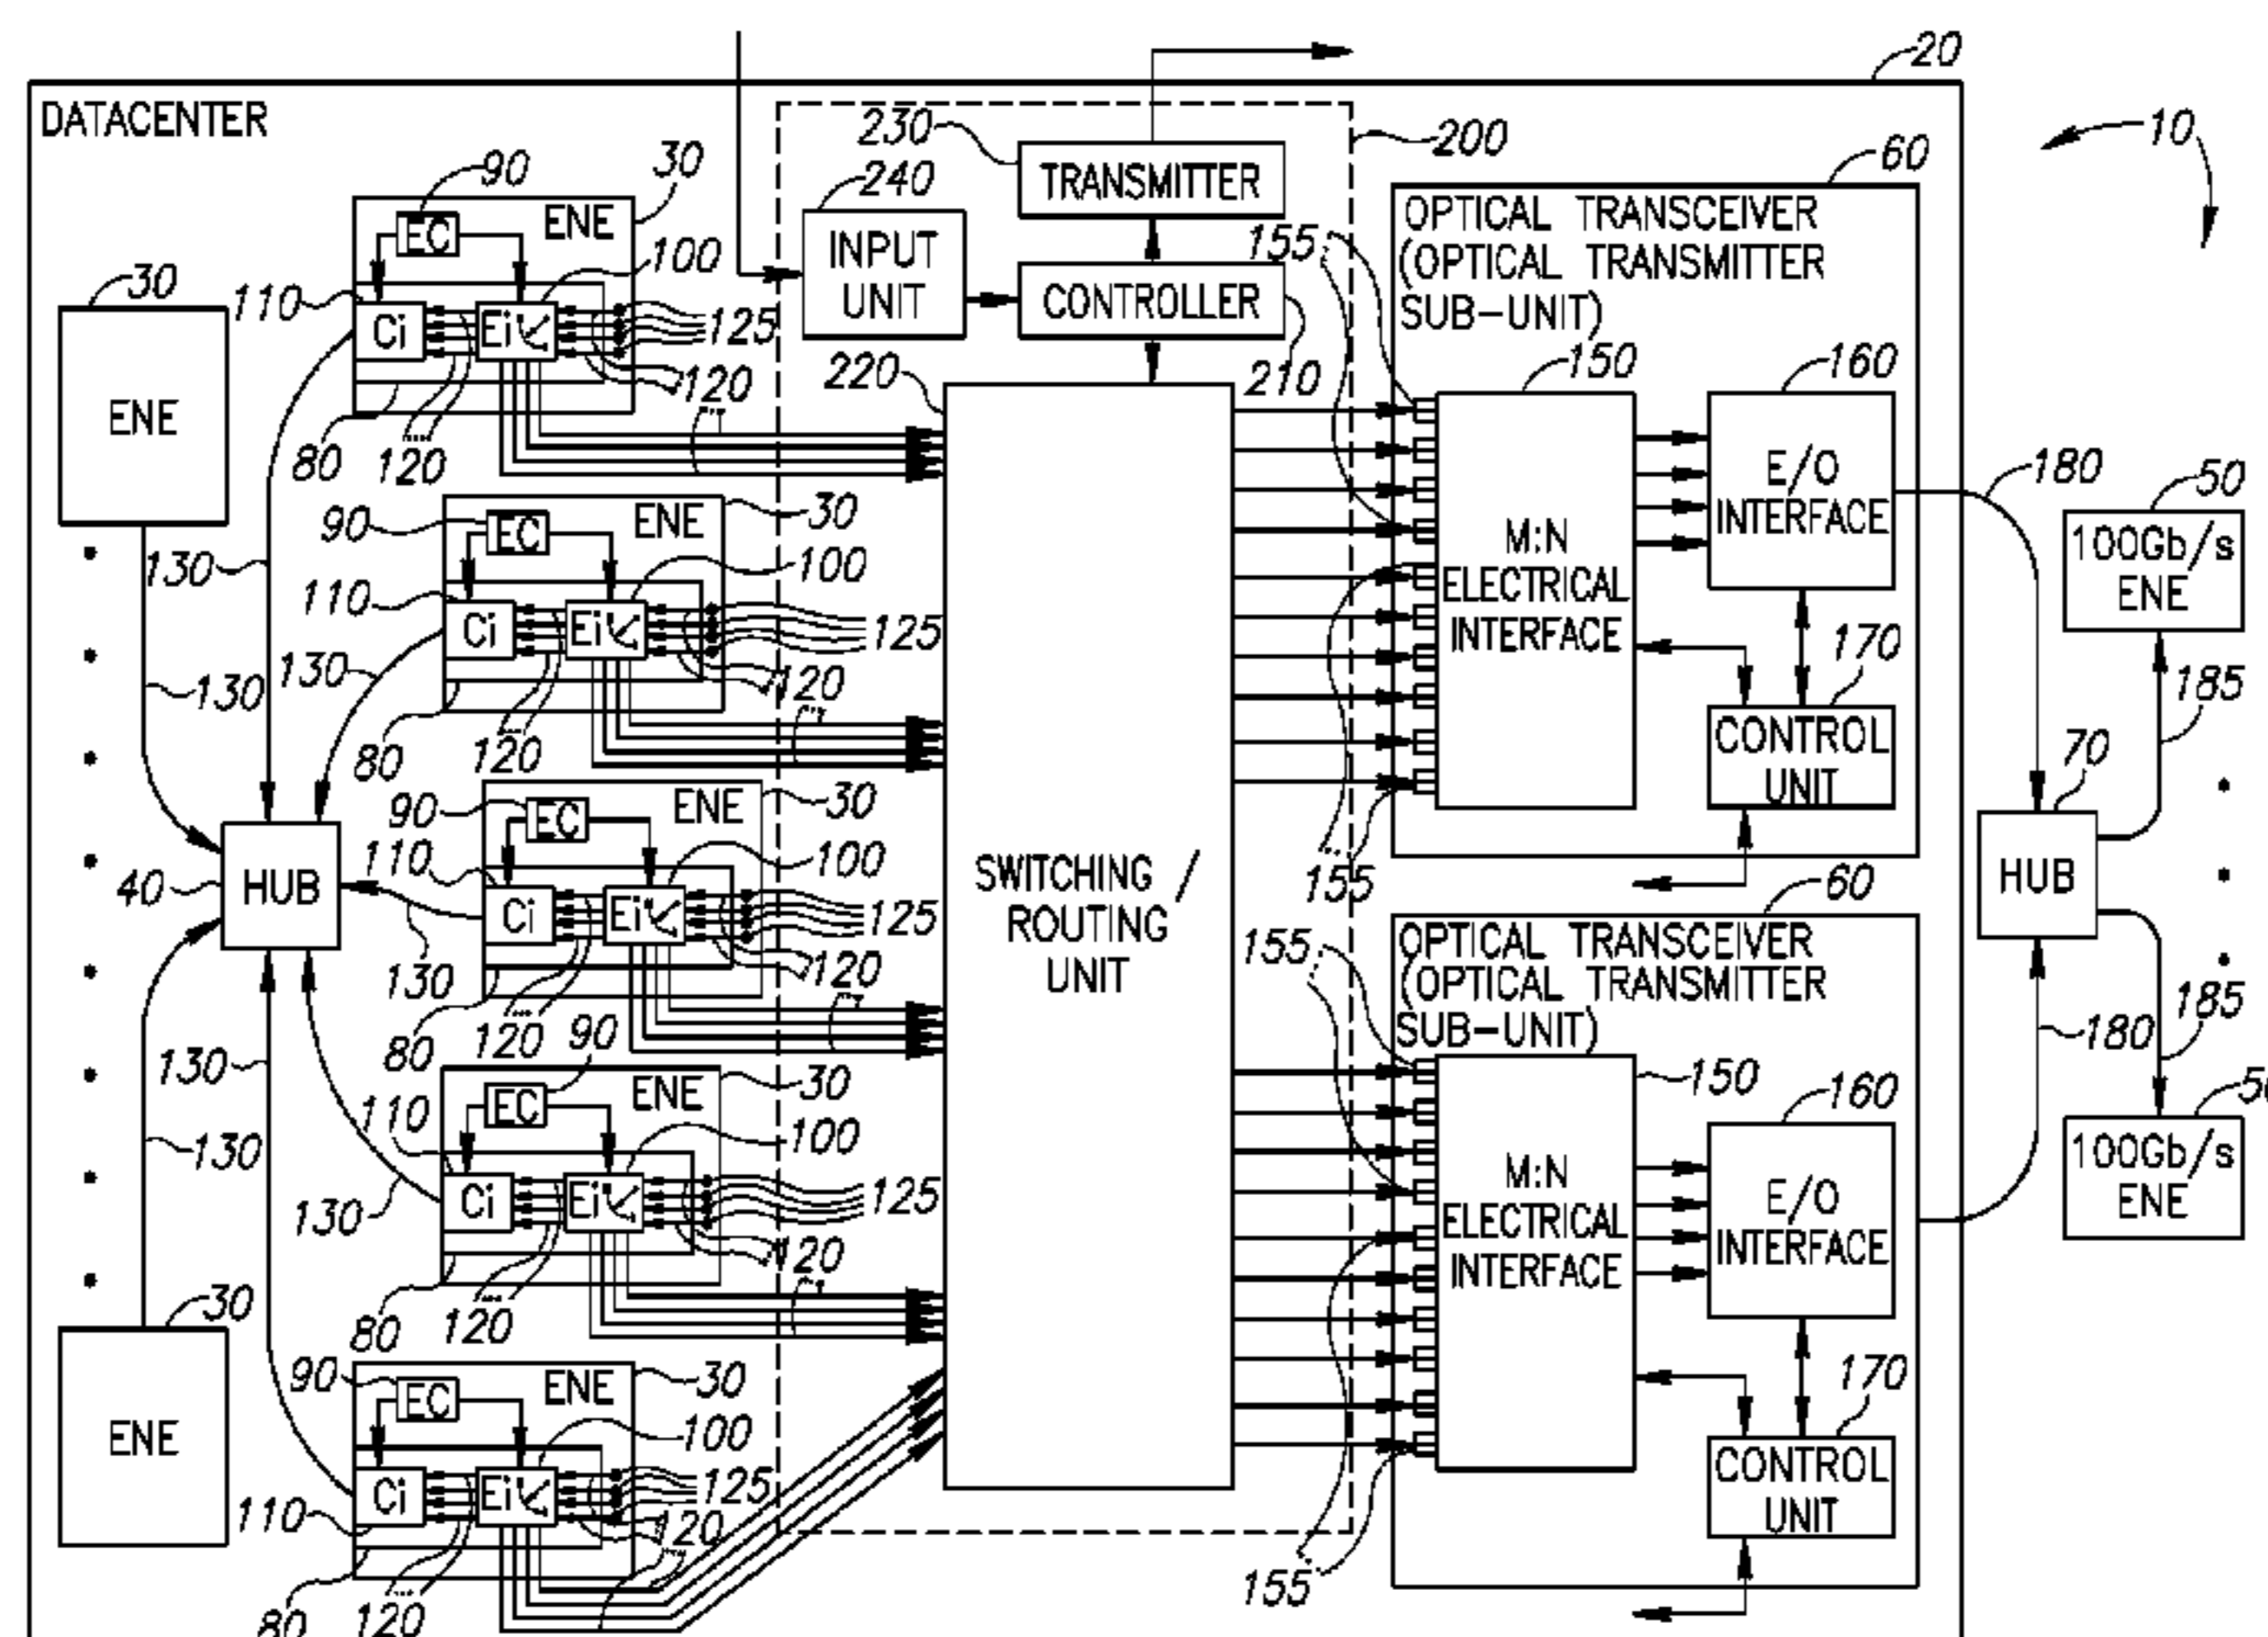 20
DATACENTER
10
230
200
90
30
240
TRANSMITTER
60
ENE
EC
INPUT
UNIT
OPTICAL TRANSCEIVER
(OPTICAL TRANSMITTER
SUB-UNIT)
155
30
100
110
CONTROLLER
Ci
Ei
125
120
220
210
150
160
ENE
80
120
E/O
INTERFACE
180
50
90
EC
ENE
30
100Gb/s
ENE
M:N
ELECTRICAL
INTERFACE
130
100
110
Ci
Ei
125
130
130
120
170
185
80
120
CONTROL
UNIT
70
90
EC
ENE
30
110
100
40
HUB
SWITCHING /
ROUTING
UNIT
155
60
HUB
Ci
Ei
125
OPTICAL TRANSCEIVER
(OPTICAL TRANSMITTER
SUB-UNIT)
155
120
130
80
120
90
185
180
130
EC
ENE
30
150
160
110
100
130
100Gb/s
ENE
M:N
ELECTRICAL
INTERFACE
E/O
INTERFACE
Ci
Ei
125
130
120
30
80
120
90
EC
ENE
30
170
ENE
100
CONTROL
UNIT
Ci
Ei
125
110
120
155
80
120